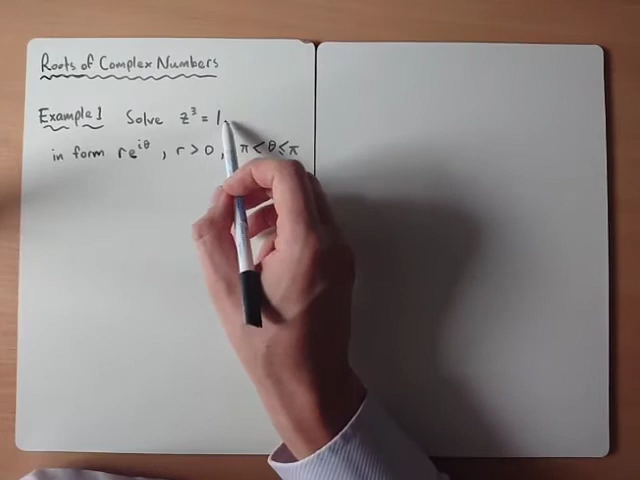 Roots of Complex Numbers
Example 1 Solve z³ = 1
in form re^{iθ} , r > 0 , π < θ ≤ π